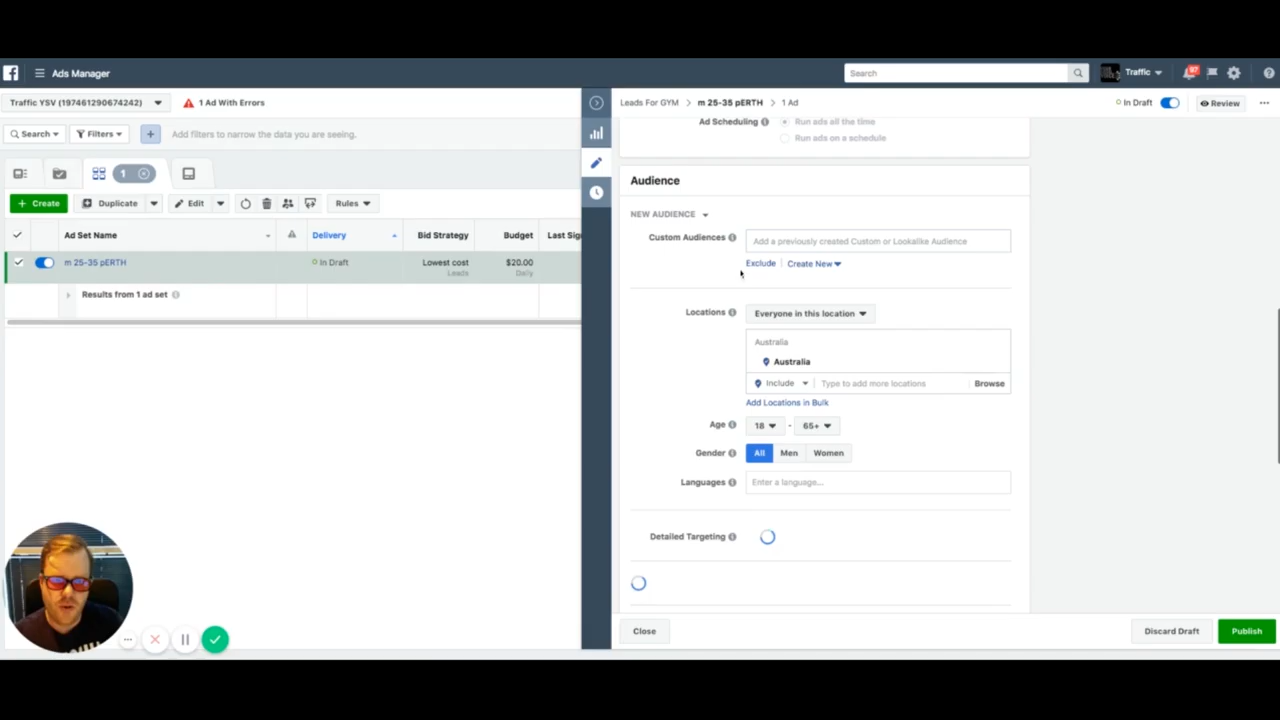 Ads Manager
Search
Traffic
97
Traffic YSV (197461290674242)
1 Ad With Errors
Leads For GYM > m 25-35 pERTH > 1 Ad
In Draft
Review
Search
Filters
Add filters to narrow the data you are seeing.
Ad Scheduling
Run ads all the time
Run ads on a schedule
1
Create
Duplicate
Edit
Rules
Ad Set Name
Delivery
Bid Strategy
Budget
Last Sig
m 25-35 pERTH
In Draft
Lowest cost
Leads
$20.00
Daily
Results from 1 ad set
Audience
NEW AUDIENCE
Custom Audiences
Add a previously created Custom or Lookalike Audience
Exclude
Create New
Locations
Everyone in this location
Australia
Australia
Include
Type to add more locations
Browse
Add Locations in Bulk
Age
18 - 65+
Gender
All
Men
Women
Languages
Enter a language...
Detailed Targeting
Close
Discard Draft
Publish